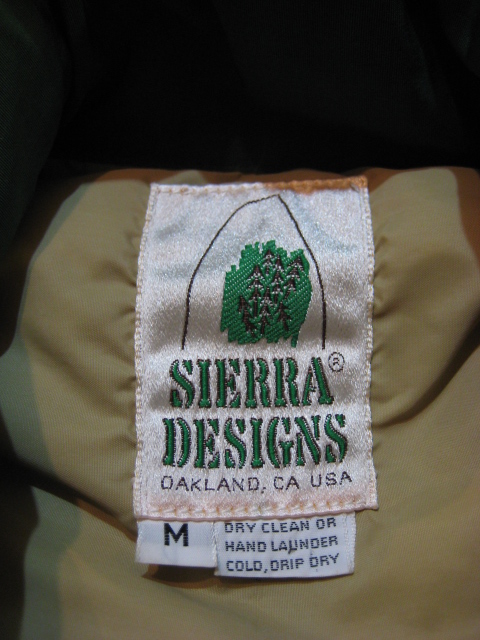 SIERRA®
DESIGNS
OAKLAND, CA USA
M
DRY CLEAN OR
HAND LAUNDER
COLD, DRIP DRY